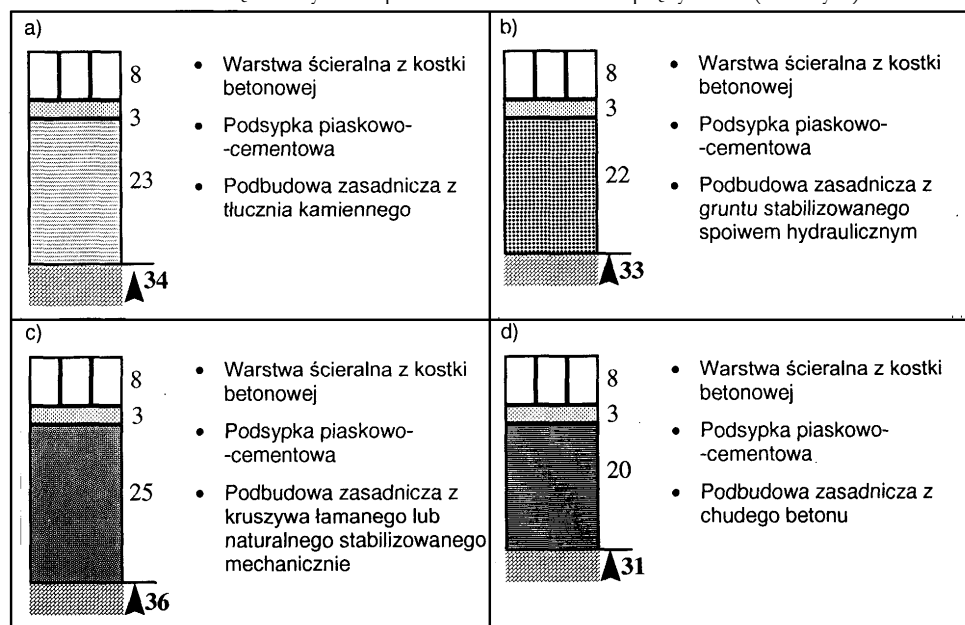 a)
8
3
23
34
• Warstwa ścieralna z kostki
betonowej
• Podsypka piaskowo-
-cementowa
• Podbudowa zasadnicza z
tłucznia kamiennego
b)
8
3
22
33
• Warstwa ścieralna z kostki
betonowej
• Podsypka piaskowo-
-cementowa
• Podbudowa zasadnicza z
gruntu stabilizowanego
spoiwem hydraulicznym
c)
8
3
25
36
• Warstwa ścieralna z kostki
betonowej
• Podsypka piaskowo-
-cementowa
• Podbudowa zasadnicza z
kruszywa łamanego lub
naturalnego stabilizowanego
mechanicznie
d)
8
3
20
31
• Warstwa ścieralna z kostki
betonowej
• Podsypka piaskowo-
-cementowa
• Podbudowa zasadnicza z
chudego betonu